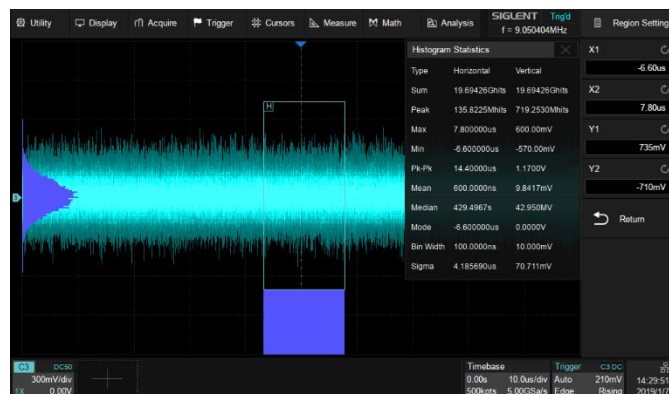 Utility Display Acquire Trigger Cursors Measure Math Analysis SIGLENT Trig'd Region Setting
f = 9.050404MHz
Histogram Statistics
Type Horizontal Vertical
Sum 19.69426Ghits 19.69426Ghits
Peak 135.8225Mhits 719.2530Mhits
Max 7.800000us 600.00mV
Min -6.600000us -570.00mV
Pk-Pk 14.40000us 1.1700V
Mean 600.0000ns 9.8417mV
Median 429.4967s 42.950MV
Mode -6.600000us 0.0000V
Bin Width 100.0000ns 10.000mV
Sigma 4.185690us 70.711mV
X1
-6.60us
X2
7.80us
Y1
735mV
Y2
-710mV
Return
H
C3 DC50
300mV/div
1X 0.00V
Timebase
0.00s 10.0us/div
500kpts 5.00GSa/s
Trigger C3 DC
Auto 210mV
Edge Rising
14:29:51
2019/1/7